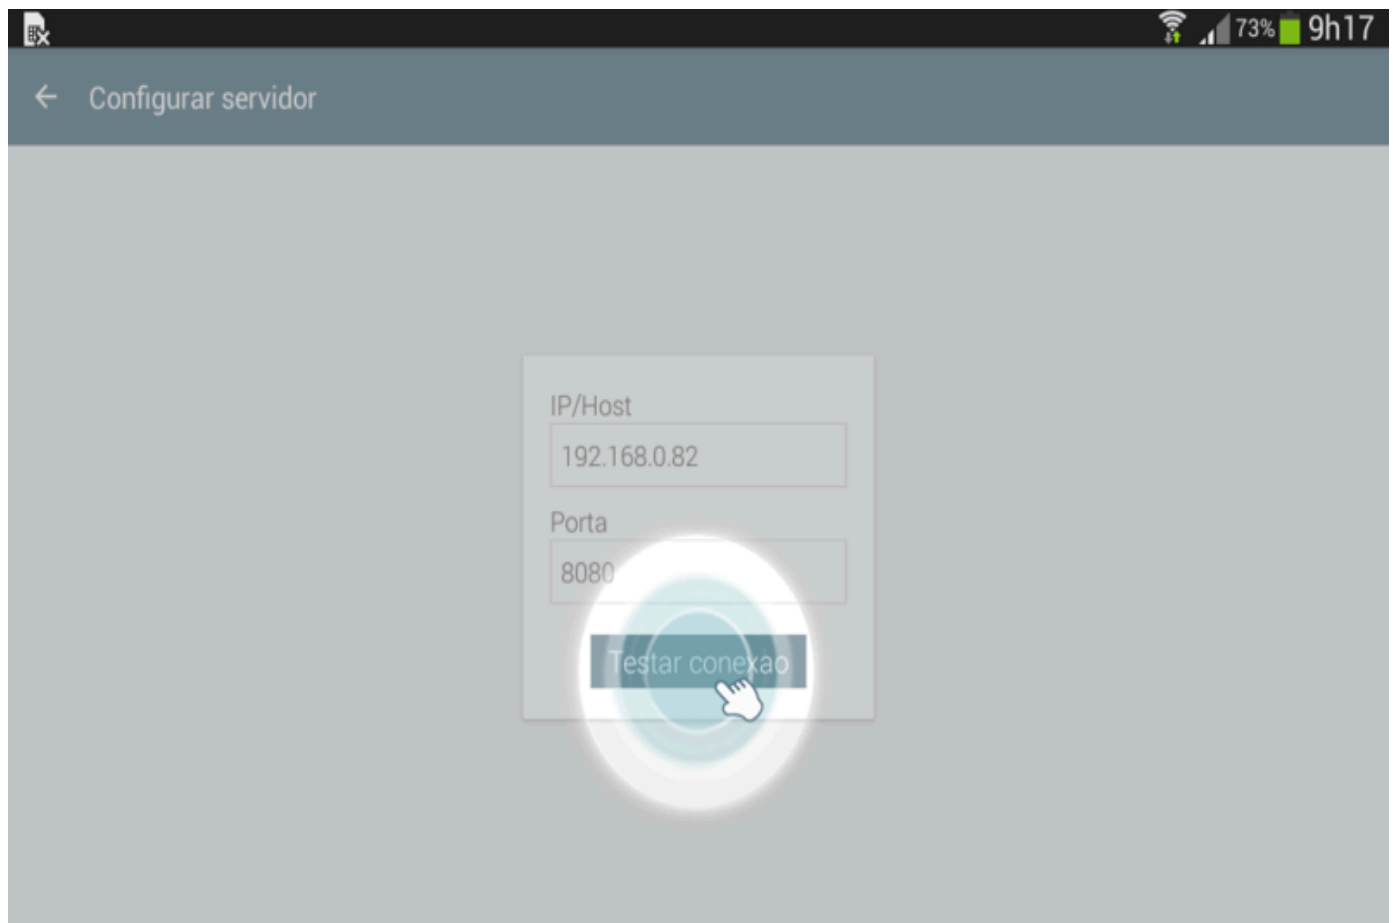 73% 9h17
Configurar servidor
IP/Host
192.168.0.82
Porta
8080
Testar conexao